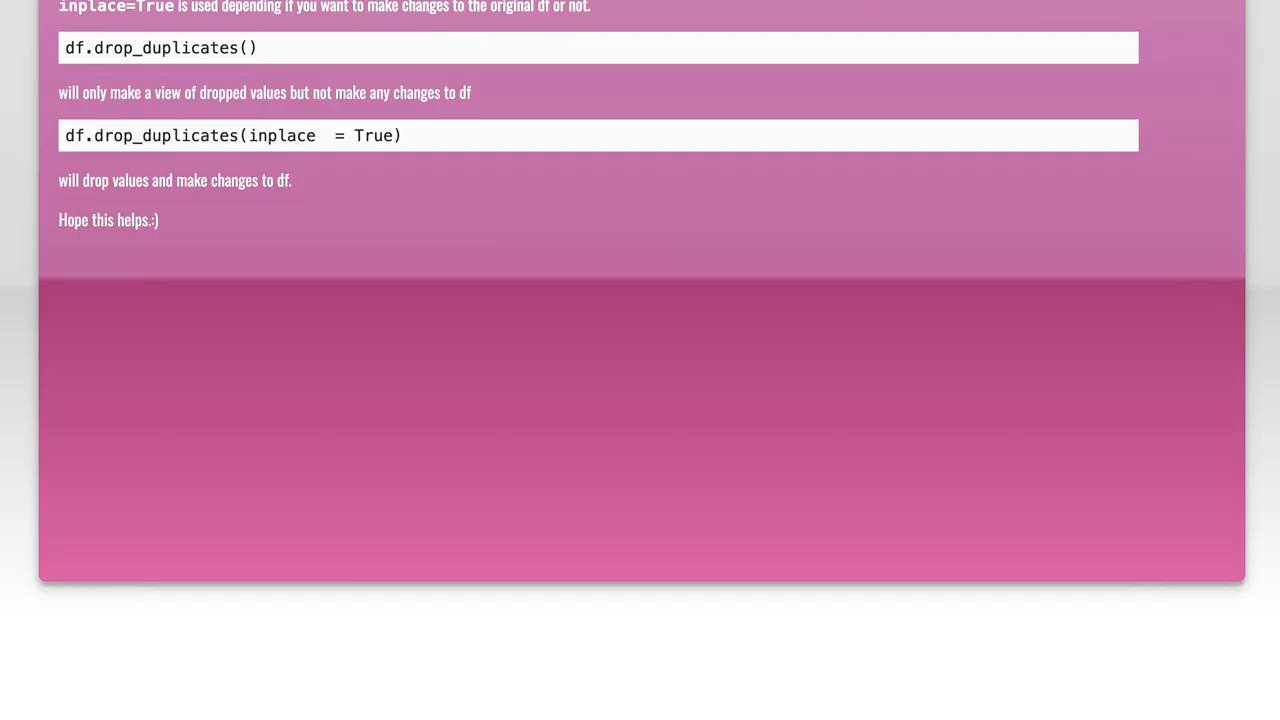 inplace=True is used depending if you want to make changes to the original df or not.
df.drop_duplicates()
will only make a view of dropped values but not make any changes to df
df.drop_duplicates(inplace  = True)
will drop values and make changes to df.
Hope this helps.:)